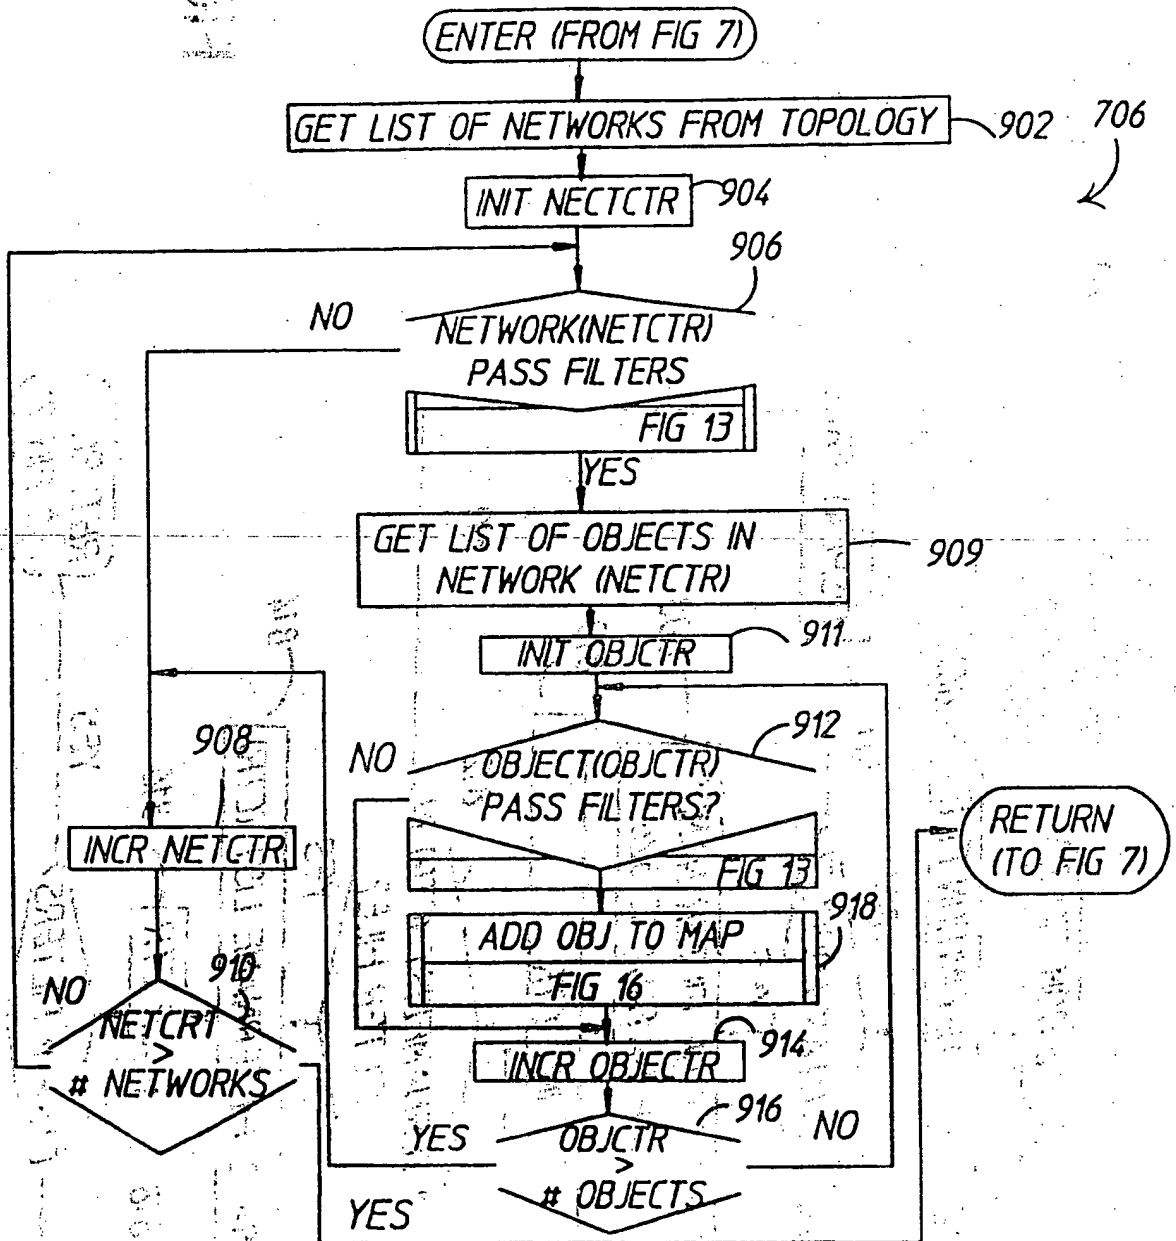 ENTER (FROM FIG 7)
GET LIST OF NETWORKS FROM TOPOLOGY
902
706
INIT NECTCTR
904
906
NO
NETWORK(NETCTR)
PASS FILTERS
FIG 13
YES
GET LIST OF OBJECTS IN
NETWORK (NETCTR)
909
INIT OBJCTR
911
908
NO
OBJECT(OBJCTR)
PASS FILTERS?
912
FIG 13
INCR NETCTR
RETURN
(TO FIG 7)
ADD OBJ TO MAP
918
FIG 16
910
NO
NETCRT
>
# NETWORKS
INCR OBJECTR
914
916
YES
OBJCTR
>
# OBJECTS
NO
YES